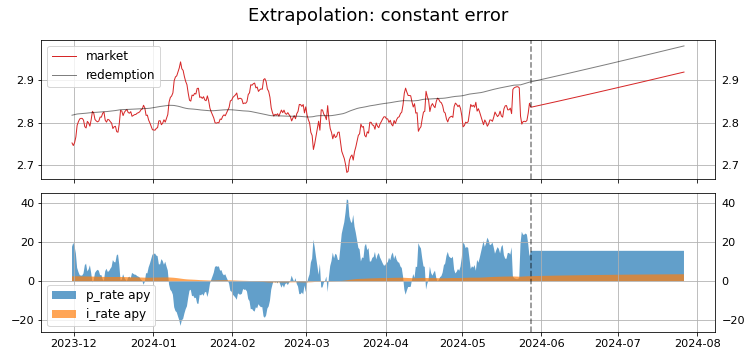 Extrapolation: constant error
market
redemption
2.9
2.8
2.7
2.9
2.8
2.7
40
20
0
−20
40
20
0
−20
p_rate apy
i_rate apy
2023-12 2024-01 2024-02 2024-03 2024-04 2024-05 2024-06 2024-07 2024-08